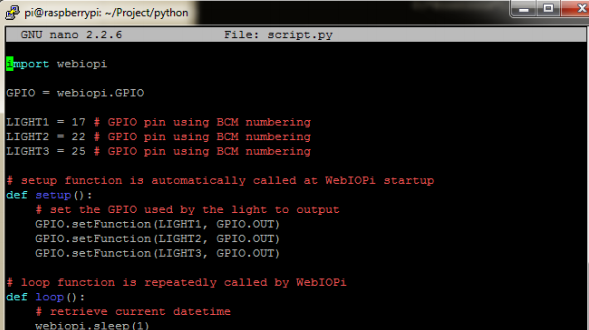 pi@raspberrypi: ~/Project/python
GNU nano 2.2.6 File: script.py
import webiopi
GPIO = webiopi.GPIO
LIGHT1 = 17 # GPIO pin using BCM numbering
LIGHT2 = 22 # GPIO pin using BCM numbering
LIGHT3 = 25 # GPIO pin using BCM numbering
# setup function is automatically called at WebIOPi startup
def setup():
# set the GPIO used by the light to output
GPIO.setFunction(LIGHT1, GPIO.OUT)
GPIO.setFunction(LIGHT2, GPIO.OUT)
GPIO.setFunction(LIGHT3, GPIO.OUT)
# loop function is repeatedly called by WebIOPi
def loop():
# retrieve current datetime
webiopi.sleep(1)